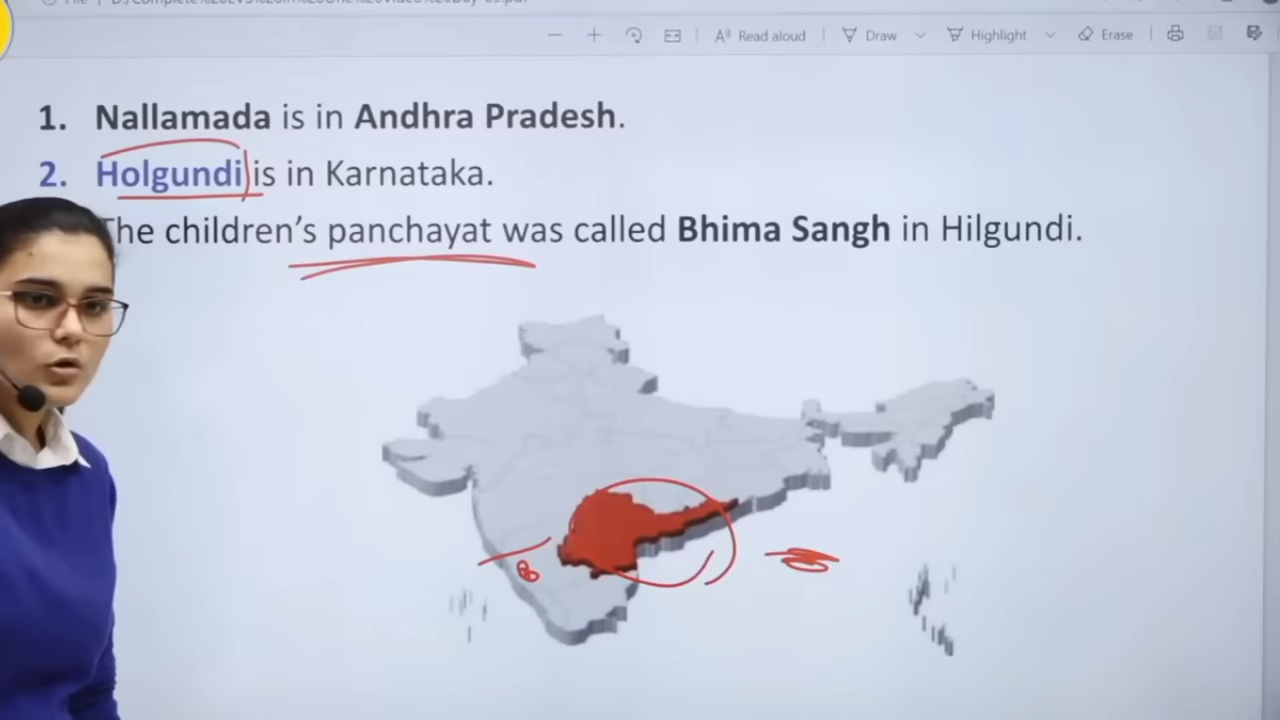 Read aloud
Draw
Highlight
Erase
1. Nallamada is in Andhra Pradesh.
2. Holgundi is in Karnataka.
The children's panchayat was called Bhima Sangh in Hilgundi.